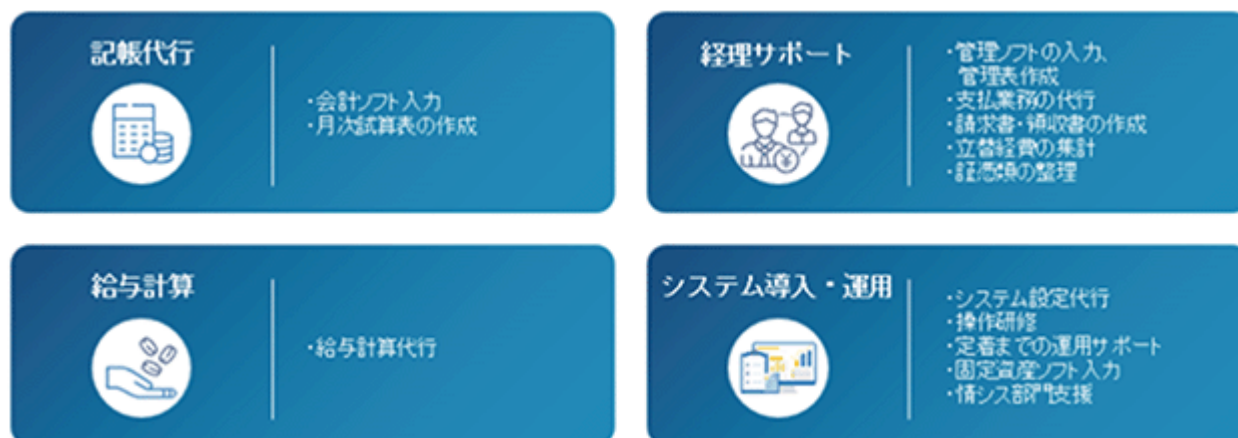 記帳代行
・会計ソフト入力
・月次試算表の作成
経理サポート
・管理ソフトの入力、
管理表作成
・支払業務の代行
・請求書・領収書の作成
・立替経費の集計
・証憑類の整理
給与計算
・給与計算代行
システム導入・運用
・システム設定代行
・操作研修
・定着までの運用サポート
・固定資産ソフト入力
・情シス部門支援